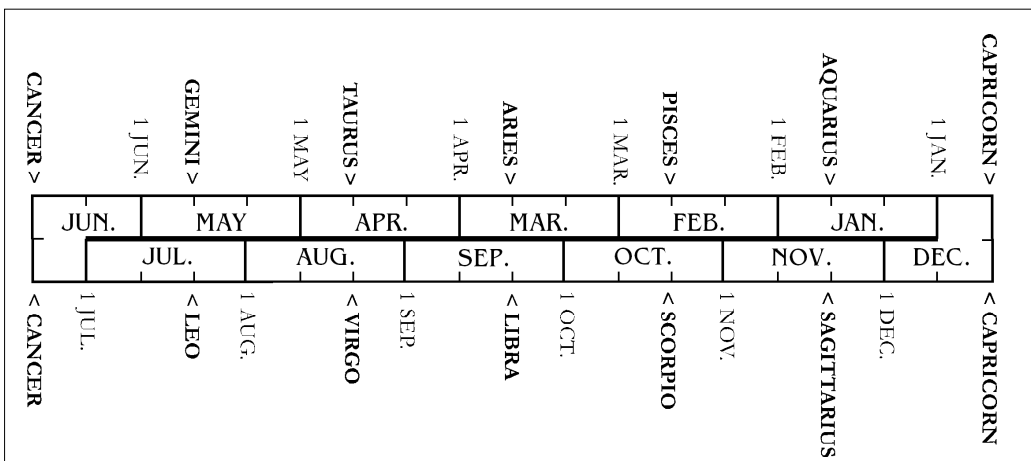 CANCER >
1 JUN.
GEMINI >
1 MAY
TAURUS >
1 APR.
ARIES >
1 MAR.
PISCES >
1 FEB.
AQUARIUS >
1 JAN.
CAPRICORN >
JUN. MAY APR. MAR. FEB. JAN.
JUL. AUG. SEP. OCT. NOV. DEC.
< CANCER
1 JUL.
< LEO
1 AUG.
< VIRGO
1 SEP.
< LIBRA
1 OCT.
< SCORPIO
1 NOV.
< SAGITTARIUS
1 DEC.
< CAPRICORN